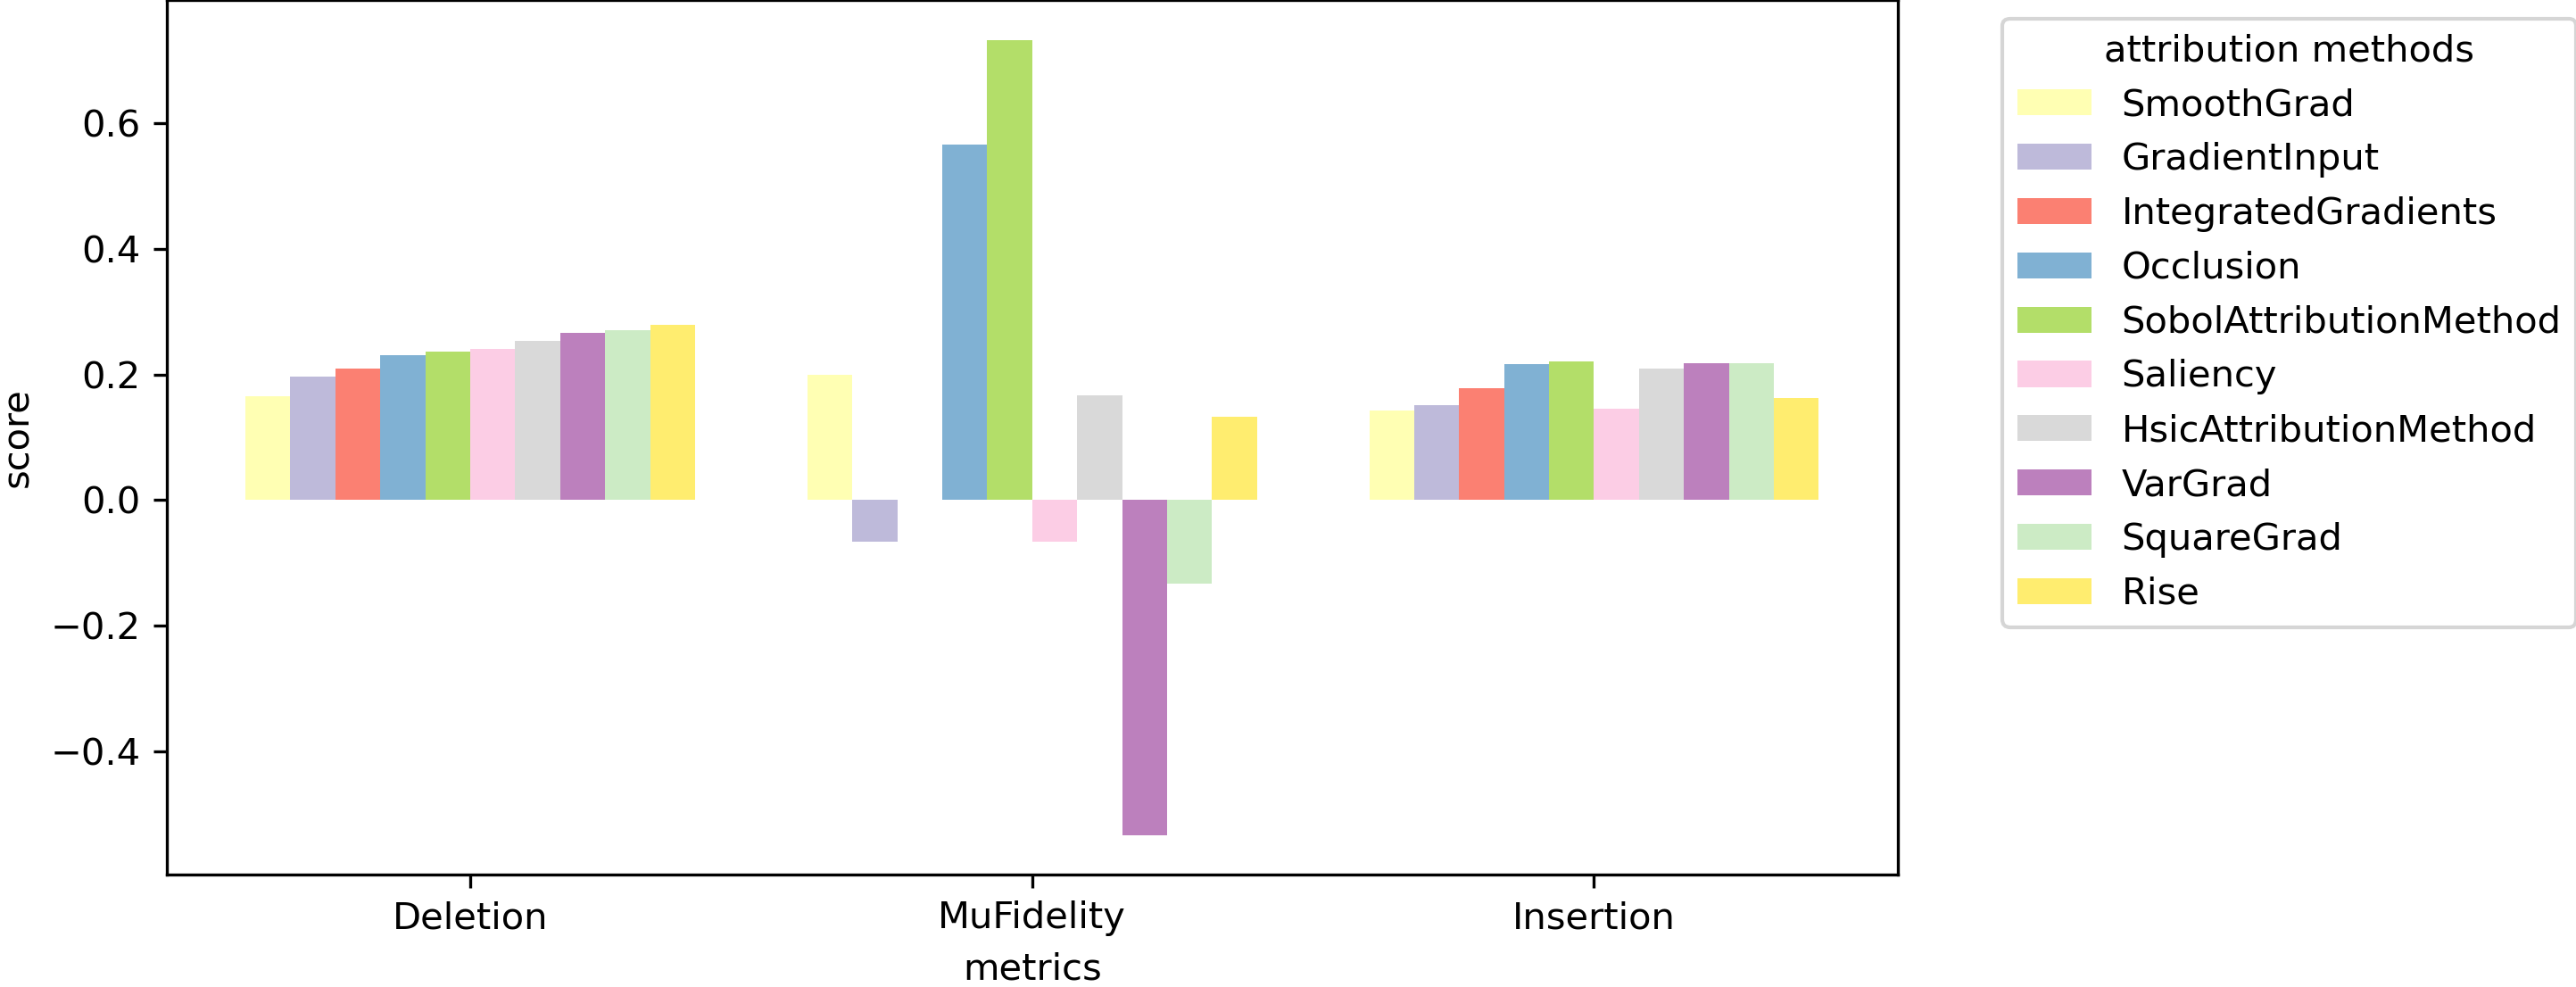 score
0.6
0.4
0.2
0.0
−0.2
−0.4
Deletion
MuFidelity
Insertion
metrics
attribution methods
SmoothGrad
GradientInput
IntegratedGradients
Occlusion
SobolAttributionMethod
Saliency
HsicAttributionMethod
VarGrad
SquareGrad
Rise